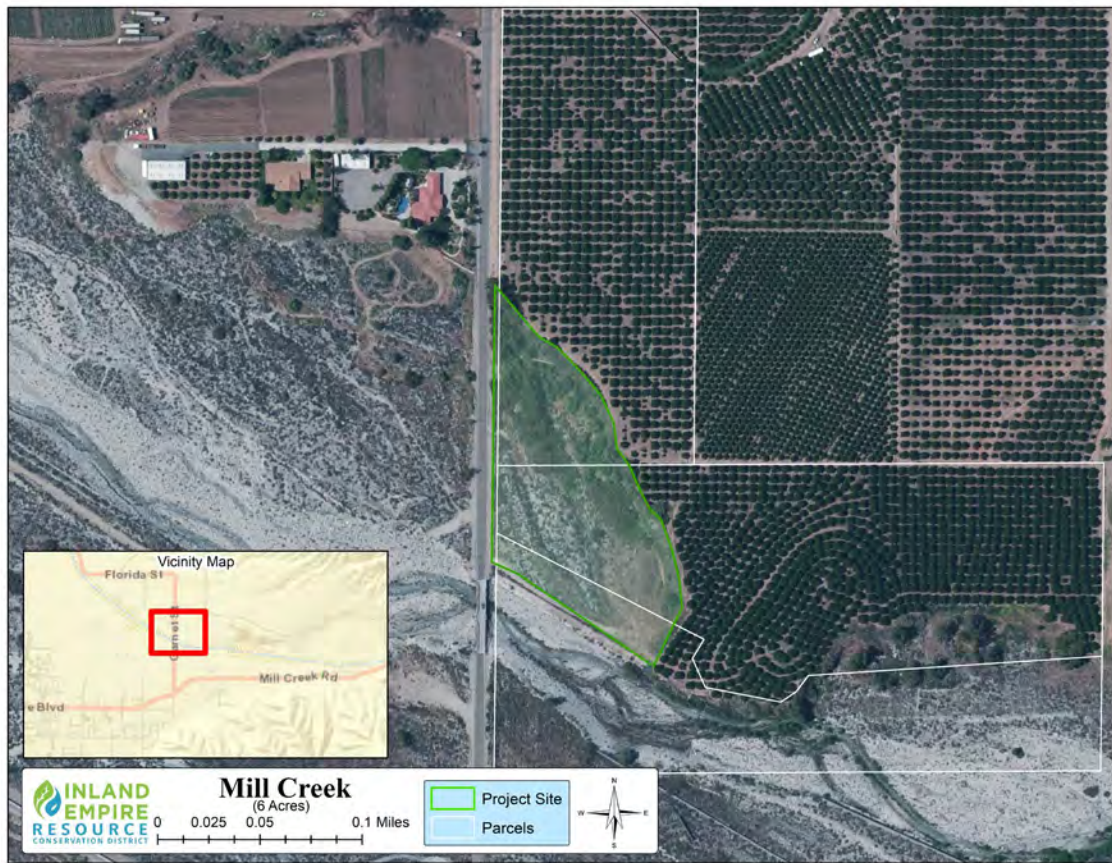 Vicinity Map
Florida St
Garnet St
Mill Creek Rd
e Blvd
INLAND
EMPIRE
RESOURCE
CONSERVATION DISTRICT
Mill Creek
(6 Acres)
0 0.025 0.05 0.1 Miles
Project Site
Parcels
N
W E
S